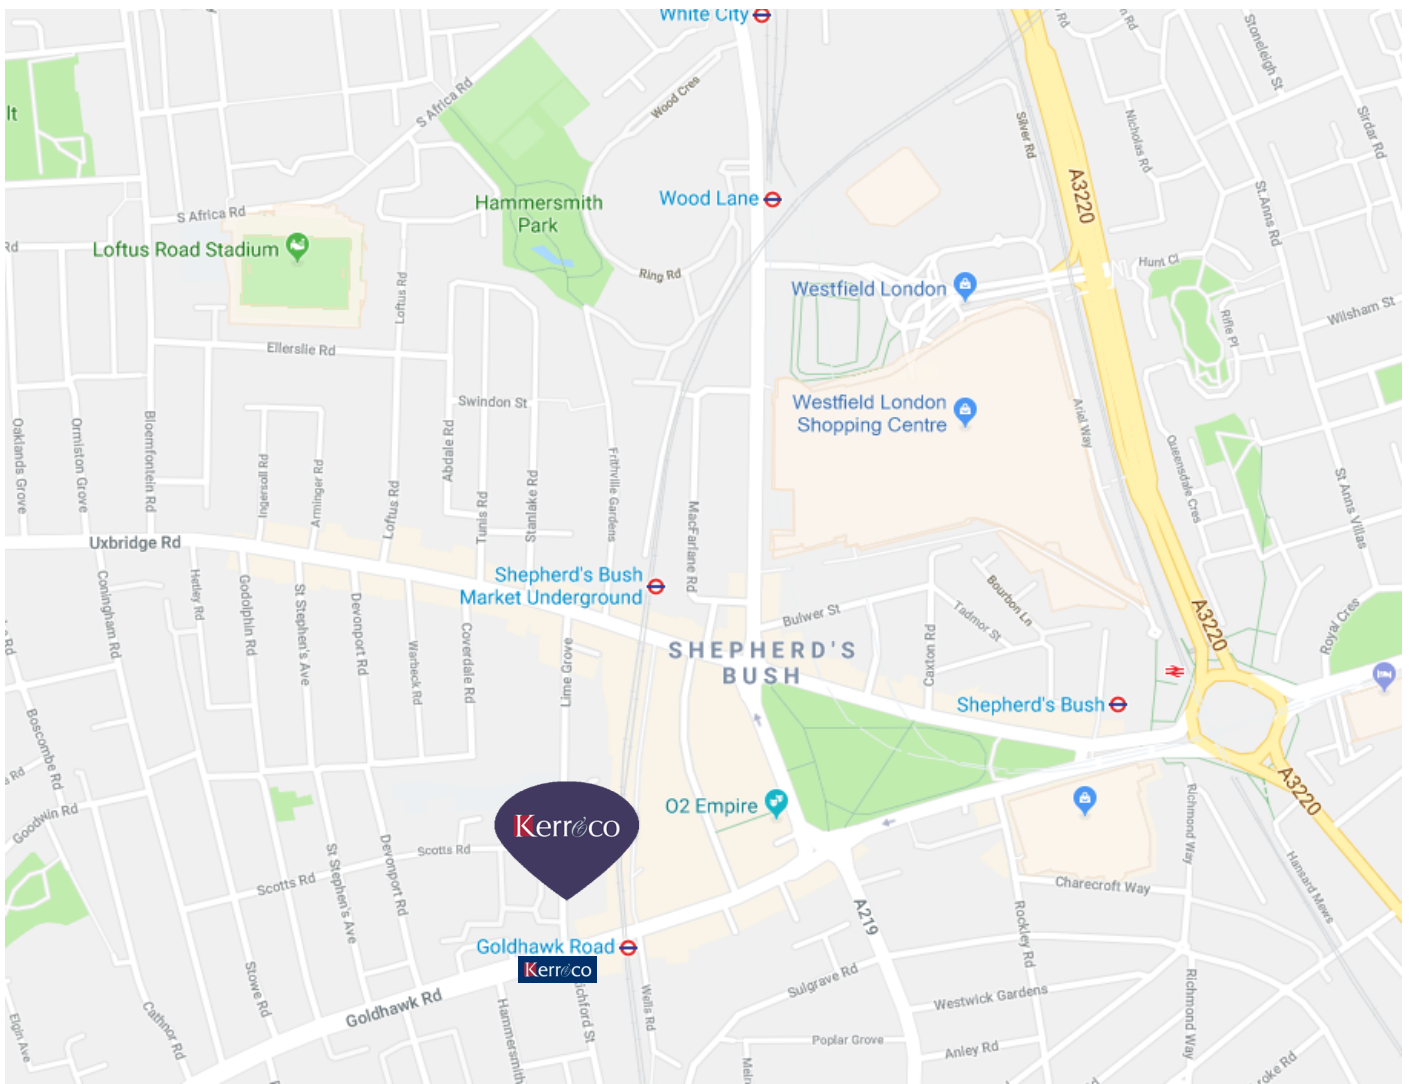 White City
Stoneleigh St
Wood Cres
S Africa Rd
lt
Silver Rd
Nicholas Rd
Sirdar Rd
A3220
Wood Lane
Hammersmith
Park
St.Anns Rd
S Africa Rd
Rd
Loftus Road Stadium
Hunt Cl
Ring Rd
Loftus Rd
Westfield London
Rifle Pl
Wilsham St
Ellerslie Rd
Swindon St
Westfield London
Shopping Centre
Ariel Way
Oaklands Grove
Ormiston Grove
Bloemfontein Rd
Abdale Rd
Queensdale Cres
Ingersoll Rd
Arminger Rd
Loftus Rd
Tunis Rd
Stanlake Rd
Frithville Gardens
MacFarlane Rd
St Anns Villas
Uxbridge Rd
Shepherd's Bush
Market Underground
Coningham Rd
Hetley Rd
Godolphin Rd
St Stephen's Ave
Devonport Rd
Warbeck Rd
Coverdale Rd
Lime Grove
Bulwer St
Bourbon Ln
Tadmor St
Caxton Rd
A3220
Royal Cres
SHEPHERD'S
BUSH
Shepherd's Bush
Boscombe Rd
Rd
Goodwin Rd
O2 Empire
A3220
Kerr&co
Richmond Way
Scotts Rd
Scotts Rd
St Stephen's Ave
Devonport Rd
Charecroft Way
Hansard Mews
A219
Rockley Rd
Goldhawk Road
Kerr&co
Goldhawk Rd
Stowe Rd
Cathnor Rd
Elgin Ave
Hammersmith
ichford St
Wells Rd
Sulgrave Rd
Westwick Gardens
Richmond Way
Poplar Grove
Anley Rd
oke Rd